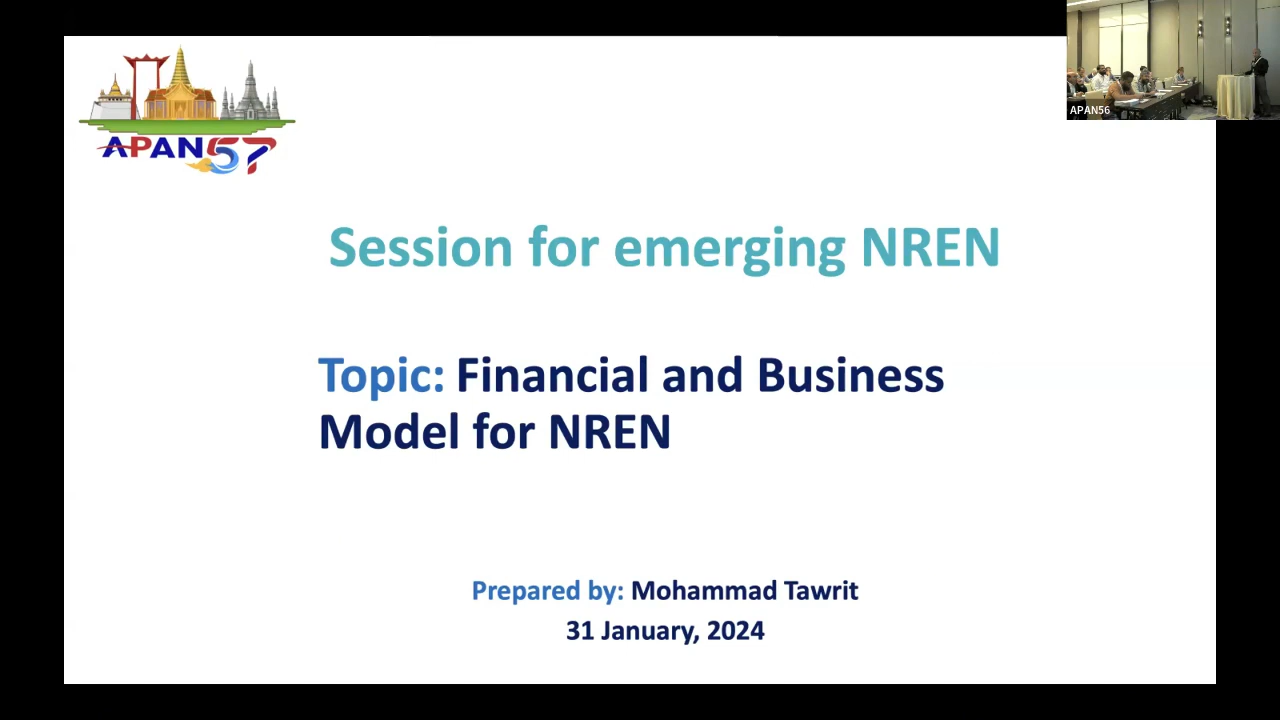 APAN56
APAN57
Session for emerging NREN
Topic: Financial and Business
Model for NREN
Prepared by: Mohammad Tawrit
31 January, 2024